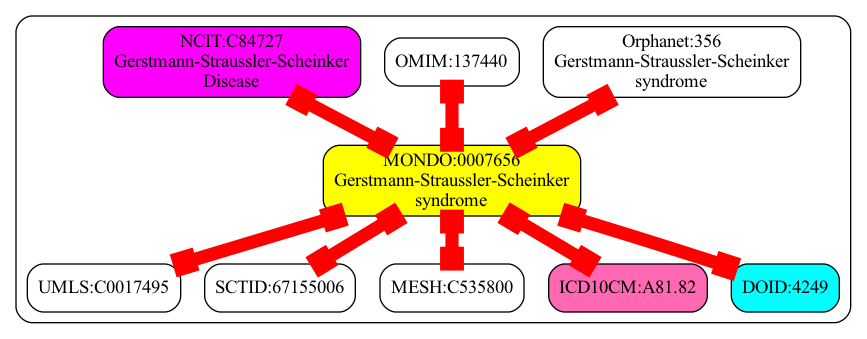 NCIT:C84727
Gerstmann-Straussler-Scheinker
Disease
OMIM:137440
Orphanet:356
Gerstmann-Straussler-Scheinker
syndrome
MONDO:0007656
Gerstmann-Straussler-Scheinker
syndrome
UMLS:C0017495
SCTID:67155006
MESH:C535800
ICD10CM:A81.82
DOID:4249